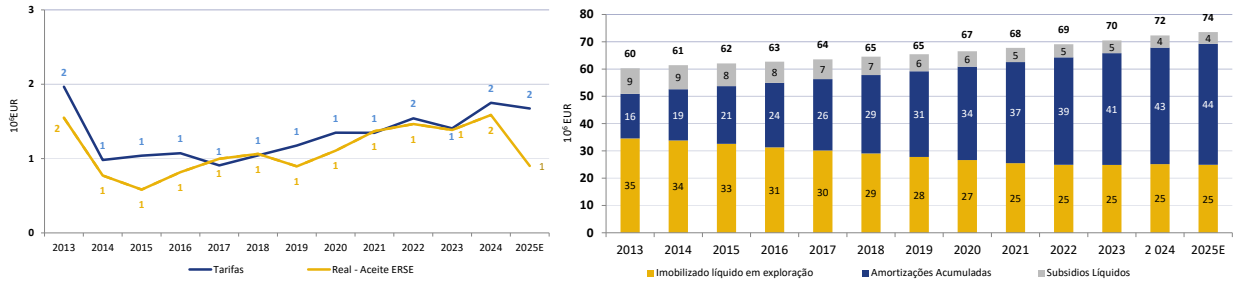 3
2
1
0
10⁶EUR
2 1 1 1 1 1 1 1 1 2 1 2 2
2 1 1 1 1 1 1 1 1 1 1 2 1
2013 2014 2015 2016 2017 2018 2019 2020 2021 2022 2023 2024 2025E
Tarifas Real - Aceite ERSE
80
70
60
50
40
30
20
10
0
10⁶ EUR
60 61 62 63 64 65 65 67 68 69 70 72 74
9 9 8 8 7 7 6 6 5 5 5 4 4
16 19 21 24 26 29 31 34 37 39 41 43 44
35 34 33 31 30 29 28 27 25 25 25 25 25
2013 2014 2015 2016 2017 2018 2019 2020 2021 2022 2023 2 024 2025E
Imobilizado líquido em exploração Amortizações Acumuladas Subsidios Líquidos